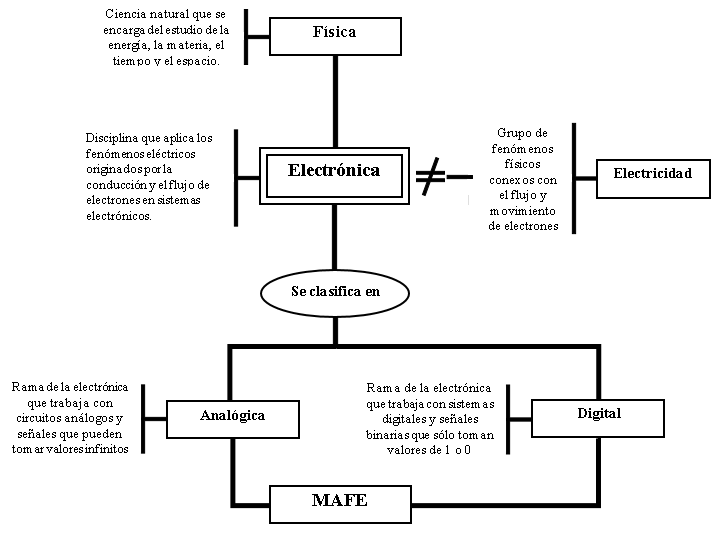 Ciencia natural que se
encarga del estudio de la
energía, la materia, el
tiempo y el espacio.
Física
Disciplina que aplica los
fenómenos eléctricos
originados por la
conducción y el flujo de
electrones en sistemas
electrónicos.
Electrónica
≠
Grupo de
fenómenos
físicos
conexos con
el flujo y
movimiento
de electrones
Electricidad
Se clasifica en
Rama de la electrónica
que trabaja con
circuitos análogos y
señales que pueden
tomar valores infinitos
Analógica
Rama de la electrónica
que trabaja con sistemas
digitales y señales
binarias que sólo toman
valores de 1 o 0
Digital
MAFE